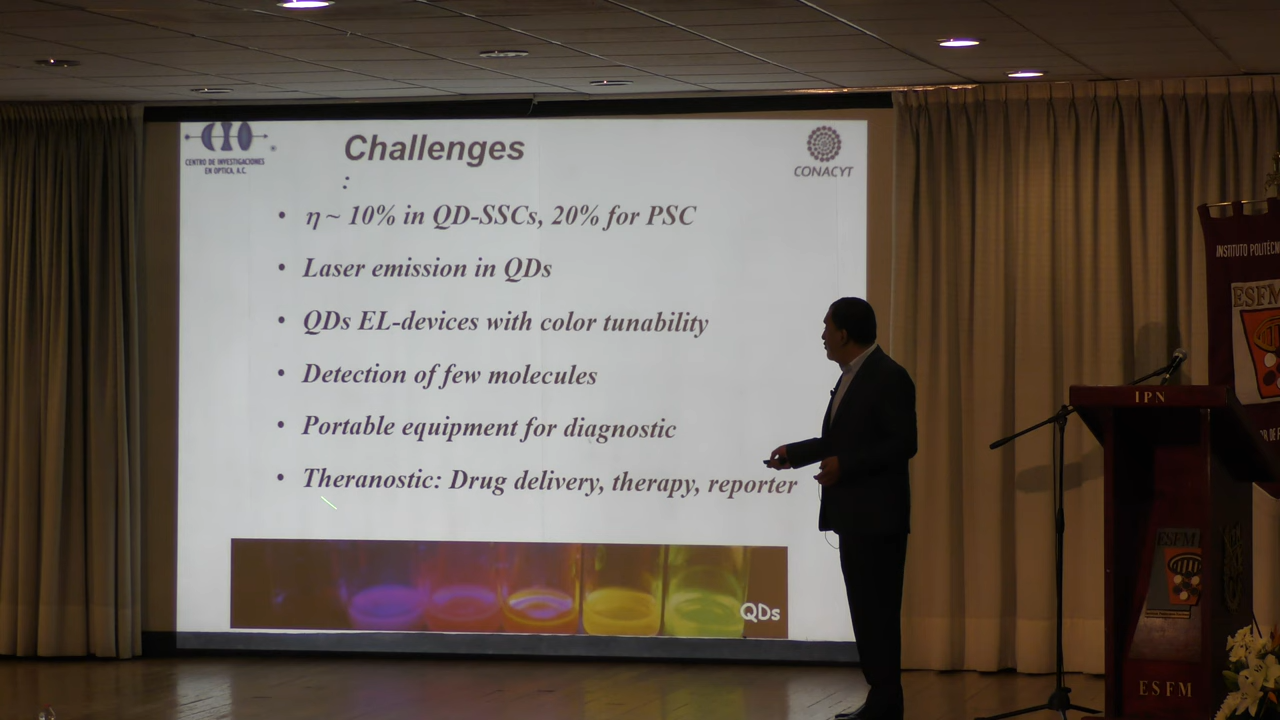 CIO
CENTRO DE INVESTIGACIONES
EN OPTICA, A.C.
®
Challenges
:
CONACYT
• η ~ 10% in QD-SSCs, 20% for PSC
• Laser emission in QDs
• QDs EL-devices with color tunability
• Detection of few molecules
• Portable equipment for diagnostic
• Theranostic: Drug delivery, therapy, reporter
QDs
INSTITUTO
ESFM
IPN
ESFM
ESFM